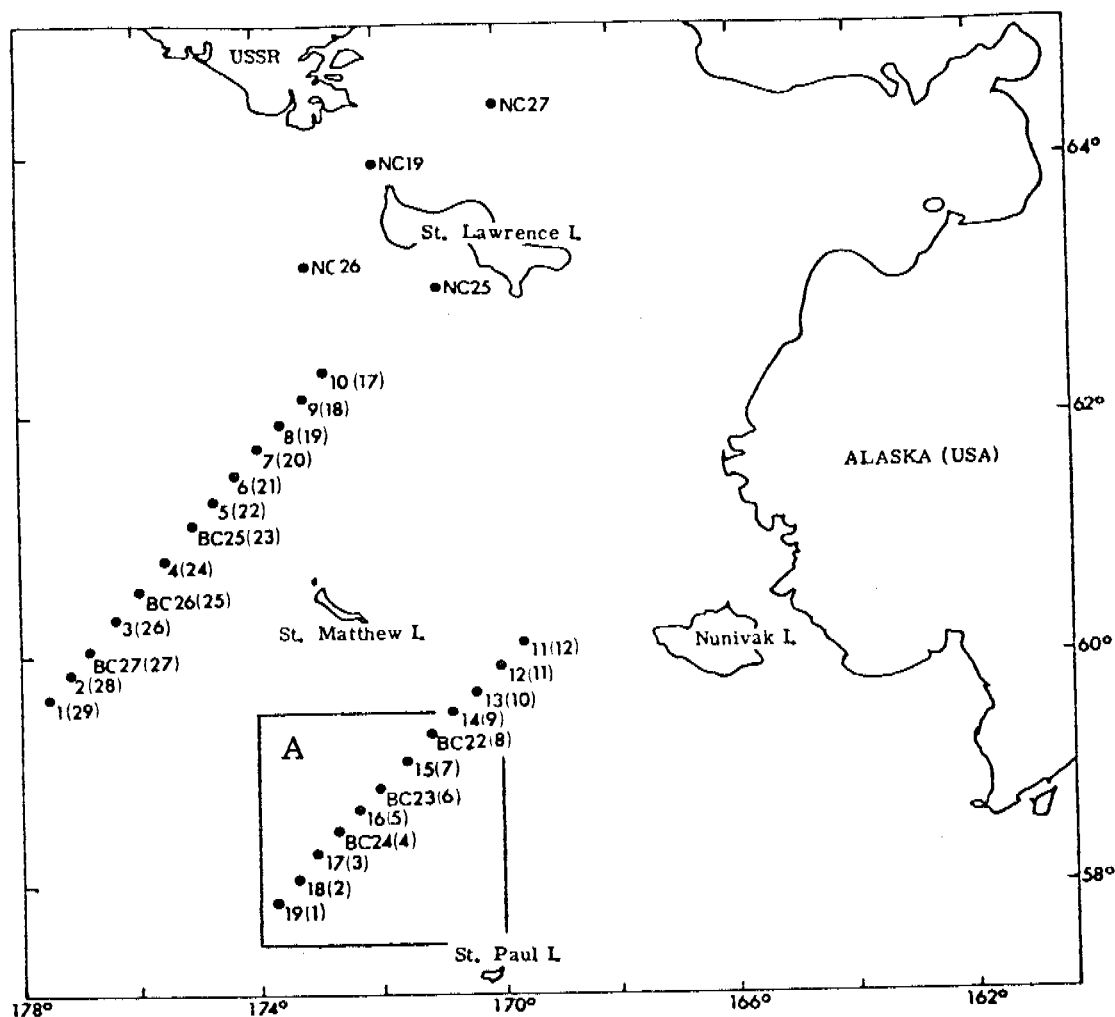 USSR
NC27
64°
NC19
St. Lawrence I.
NC26
NC25
10(17)
9(18)
62°
8(19)
7(20)
ALASKA (USA)
6(21)
5(22)
BC25(23)
4(24)
BC26(25)
3(26)
St. Matthew I.
Nunivak I.
11(12)
60°
BC27(27)
12(11)
2(28)
13(10)
1(29)
14(9)
A
BC22(8)
15(7)
BC23(6)
16(5)
BC24(4)
17(3)
58°
18(2)
19(1)
St. Paul I.
178°
174°
170°
166°
162°